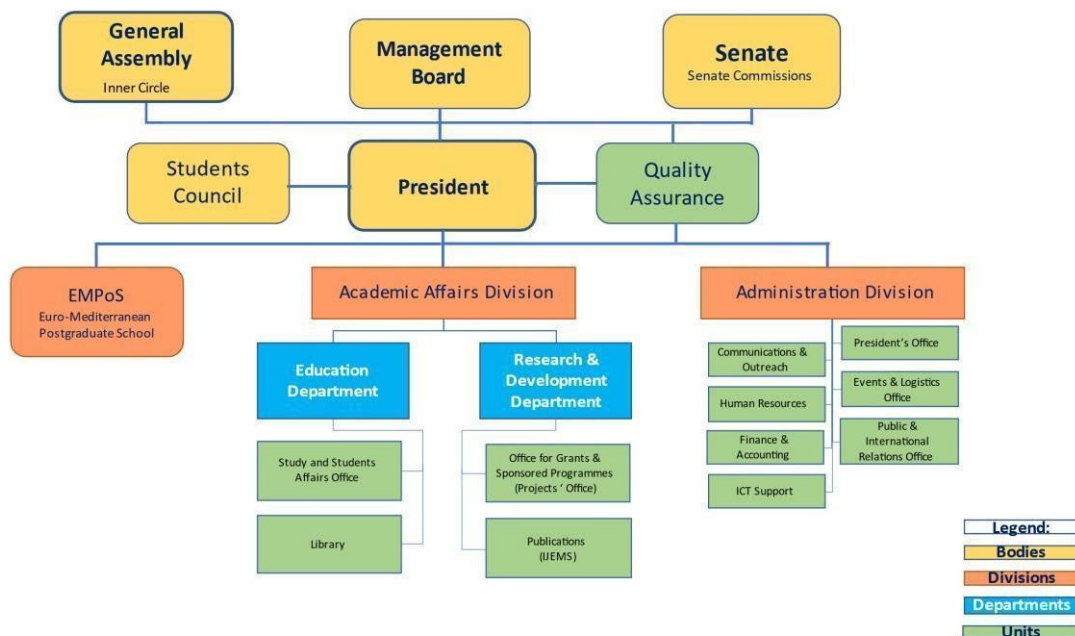 General
Assembly
Inner Circle
Management
Board
Senate
Senate Commissions
Students
Council
President
Quality
Assurance
EMPoS
Euro-Mediterranean
Postgraduate School
Academic Affairs Division
Administration Division
Education
Department
Research &
Development
Department
Study and Students
Affairs Office
Library
Office for Grants &
Sponsored Programmes
(Projects ' Office)
Publications
(IJEMS)
Communications &
Outreach
Human Resources
Finance &
Accounting
ICT Support
President's Office
Events & Logistics
Office
Public &
International
Relations Office
Legend:
Bodies
Divisions
Departments
Units